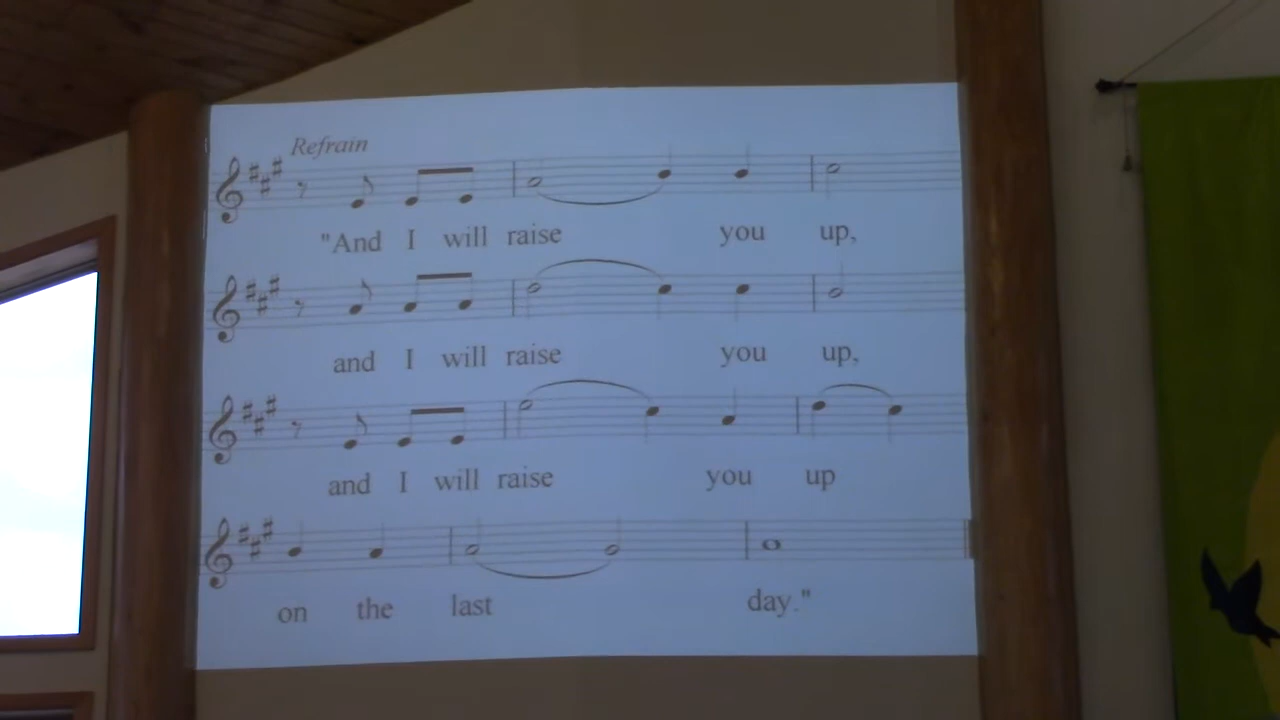 Refrain
"And I will raise you up,
and I will raise you up,
and I will raise you up
on the last day."